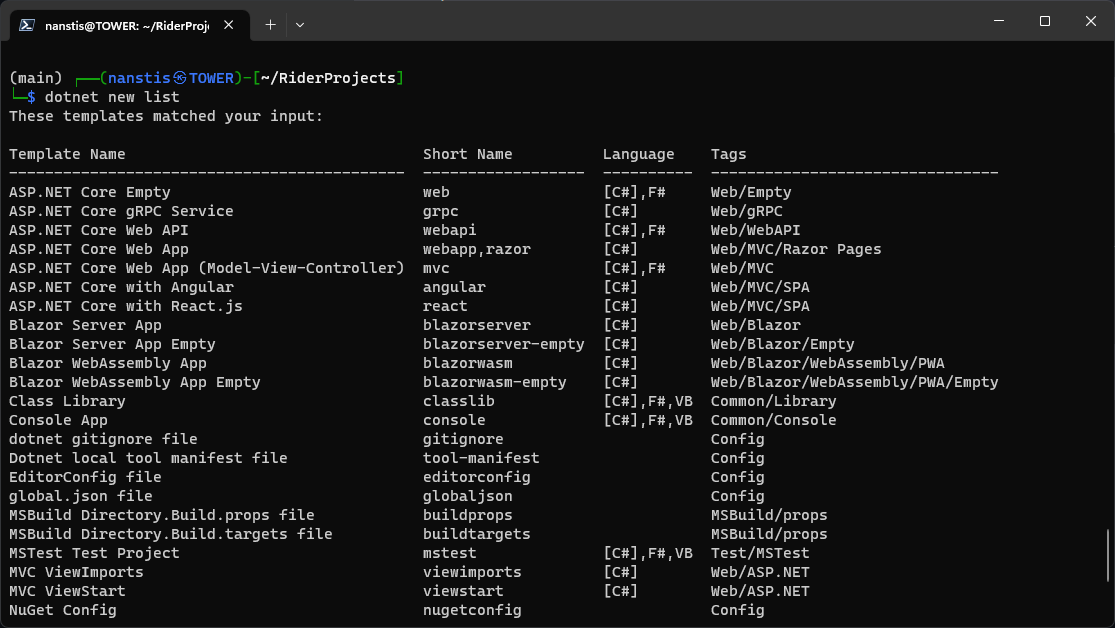 nanstis@TOWER: ~/RiderProj
(main) ┌──(nanstis㉿TOWER)-[~/RiderProjects]
└─$ dotnet new list
These templates matched your input:
Template Name                                 Short Name          Language    Tags
--------------------------------------------  ------------------  ----------  --------------------------------
ASP.NET Core Empty                            web                 [C#],F#     Web/Empty
ASP.NET Core gRPC Service                     grpc                [C#]        Web/gRPC
ASP.NET Core Web API                          webapi              [C#],F#     Web/WebAPI
ASP.NET Core Web App                          webapp,razor        [C#]        Web/MVC/Razor Pages
ASP.NET Core Web App (Model-View-Controller)  mvc                 [C#],F#     Web/MVC
ASP.NET Core with Angular                     angular             [C#]        Web/MVC/SPA
ASP.NET Core with React.js                    react               [C#]        Web/MVC/SPA
Blazor Server App                             blazorserver        [C#]        Web/Blazor
Blazor Server App Empty                       blazorserver-empty  [C#]        Web/Blazor/Empty
Blazor WebAssembly App                        blazorwasm          [C#]        Web/Blazor/WebAssembly/PWA
Blazor WebAssembly App Empty                  blazorwasm-empty    [C#]        Web/Blazor/WebAssembly/PWA/Empty
Class Library                                 classlib            [C#],F#,VB  Common/Library
Console App                                   console             [C#],F#,VB  Common/Console
dotnet gitignore file                         gitignore                       Config
Dotnet local tool manifest file               tool-manifest                   Config
EditorConfig file                             editorconfig                    Config
global.json file                              globaljson                      Config
MSBuild Directory.Build.props file            buildprops                      MSBuild/props
MSBuild Directory.Build.targets file          buildtargets                    MSBuild/props
MSTest Test Project                           mstest              [C#],F#,VB  Test/MSTest
MVC ViewImports                               viewimports         [C#]        Web/ASP.NET
MVC ViewStart                                 viewstart           [C#]        Web/ASP.NET
NuGet Config                                  nugetconfig                     Config